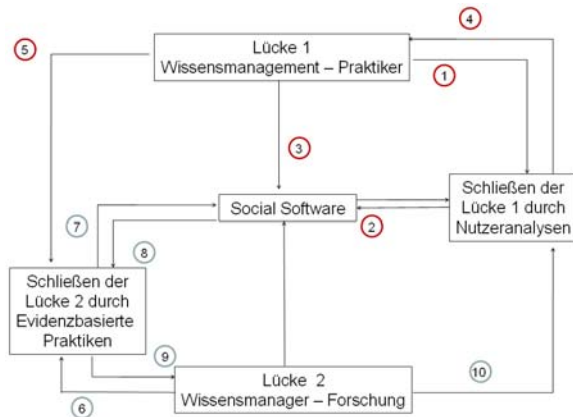 4
5
Lücke 1
Wissensmanagement – Praktiker
1
3
Schließen der
Lücke 1 durch
Nutzeranalysen
Social Software
2
7
8
Schließen der
Lücke 2 durch
Evidenzbasierte
Praktiken
9
Lücke 2
Wissensmanager – Forschung
10
6